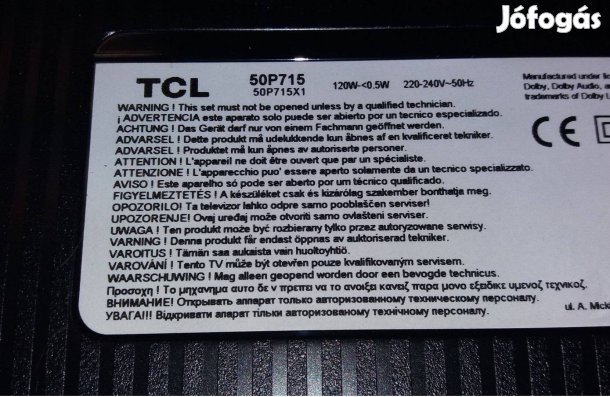 Jófogás
TCL 50P715
50P715X1
120W-<0.5W 220-240V~50Hz
Manufactured under lic
Dolby, Dolby Audio, a
trademarks of Dolby L
CE
WARNING ! This set must not be opened unless by a qualified technician.
¡ ADVERTENCIA este aparato solo puede ser abierto por un tecnico especializado.
ACHTUNG ! Das Gerät darf nur von einem Fachmann geöffnet werden.
ADVARSEL ! Dette produkt må udelukkende kun åbnes af en kvalificeret tekniker.
ADVARSEL ! Produktet må kun åpnes av autoriserte personer.
ATTENTION ! L'appareil ne doit être ouvert que par un spécialiste.
ATTENZIONE ! L'apparecchio puo' essere aperto solamente da un tecnico specializzato.
AVISO ! Este aparelho só pode ser aberto por um técnico qualificado.
FIGYELMEZTETÉS ! A készüléket csak és kizárólag szakember bonthatja meg.
OPOZORILO! Ta televizor lahko odpre samo pooblaščen serviser!
UPOZORENJE! Ovaj uređaj može otvoriti samo ovlašteni serviser.
UWAGA ! Ten produkt może być rozbierany tylko przez autoryzowane serwisy.
VARNING ! Denna produkt får endast öppnas av auktoriserad tekniker.
VAROITUS ! Tämän saa aukaista vain huoltoyhtiö.
VAROVÁNÍ ! Tento TV může být otevřen pouze kvalifikovaným servisem.
WAARSCHUWING ! Mag alleen geopend worden door een bevogde technicus.
Προσοχη ! Το μηχανημα αυτο δε ν πρεπει να το ανοιξει κανεiς παρα μονο εξειδικε υμενοζ τεχνικοζ.
ВНИМАНИЕ! Открывать аппарат только авторизованному техническому персоналу.
УВАГА!!! Відкривати апарат тільки авторизованному технічному персоналу.
ul. A. Mick